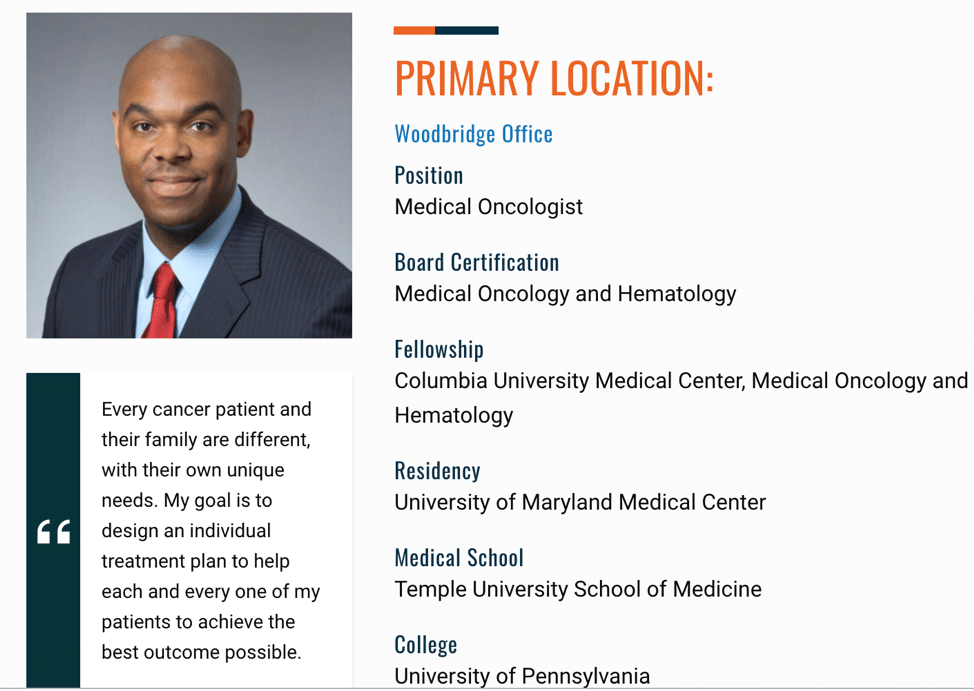 PRIMARY LOCATION:
Woodbridge Office
Position
Medical Oncologist
Board Certification
Medical Oncology and Hematology
Fellowship
Columbia University Medical Center, Medical Oncology and
Hematology
Residency
University of Maryland Medical Center
Medical School
Temple University School of Medicine
College
University of Pennsylvania
“
Every cancer patient and
their family are different,
with their own unique
needs. My goal is to
design an individual
treatment plan to help
each and every one of my
patients to achieve the
best outcome possible.